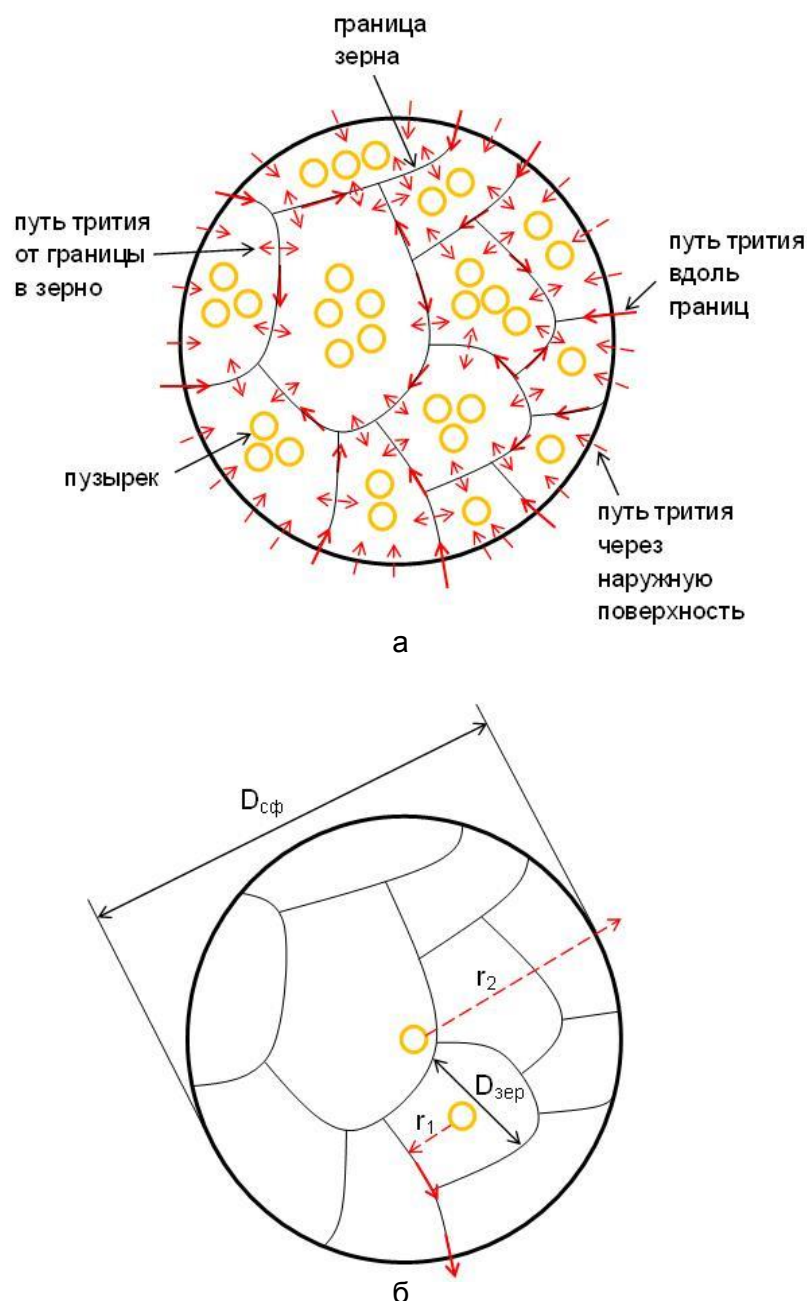 граница
зерна
путь трития
от границы
в зерно
путь трития
вдоль
границ
пузырек
путь трития
через
наружную
поверхность
а
Dсф
r2
Dзер
r1
б